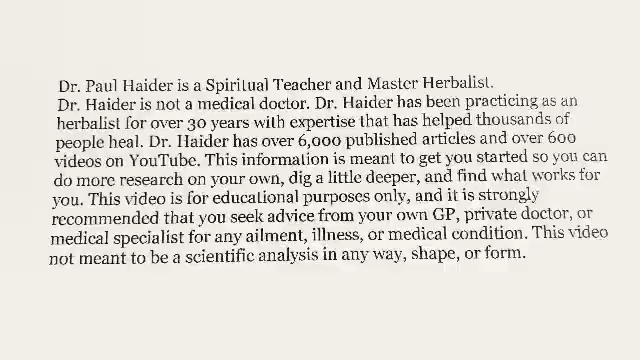 Dr. Paul Haider is a Spiritual Teacher and Master Herbalist.
Dr. Haider is not a medical doctor. Dr. Haider has been practicing as an
herbalist for over 30 years with expertise that has helped thousands of
people heal. Dr. Haider has over 6,000 published articles and over 600
videos on YouTube. This information is meant to get you started so you can
do more research on your own, dig a little deeper, and find what works for
you. This video is for educational purposes only, and it is strongly
recommended that you seek advice from your own GP, private doctor, or
medical specialist for any ailment, illness, or medical condition. This video
not meant to be a scientific analysis in any way, shape, or form.